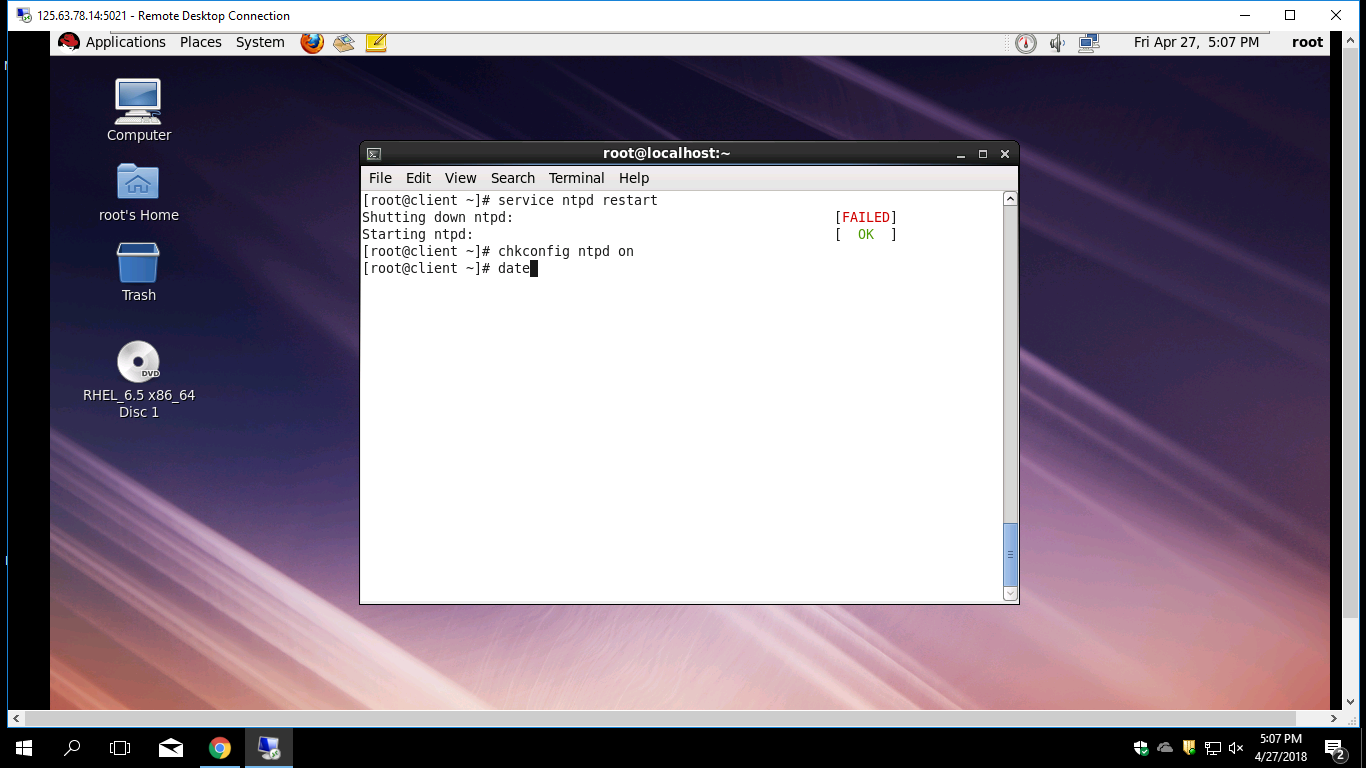 125.63.78.14:5021 - Remote Desktop Connection
Applications Places System Fri Apr 27, 5:07 PM root
Computer
root's Home
Trash
DVD
RHEL_6.5 x86_64
Disc 1
root@localhost:~
File Edit View Search Terminal Help
[root@client ~]# service ntpd restart
Shutting down ntpd: [FAILED]
Starting ntpd: [ OK ]
[root@client ~]# chkconfig ntpd on
[root@client ~]# date
5:07 PM
4/27/2018
2